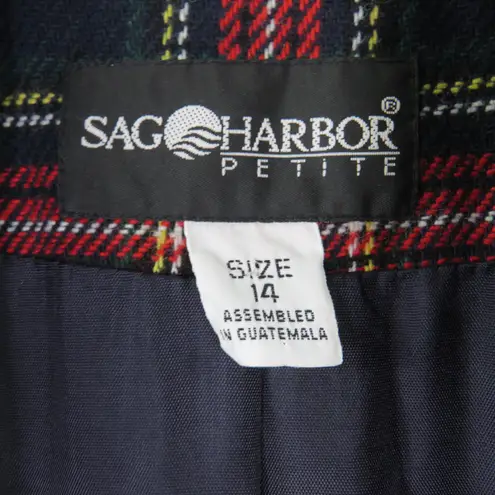 SAG HARBOR®
PETITE
SIZE
14
ASSEMBLED
IN GUATEMALA